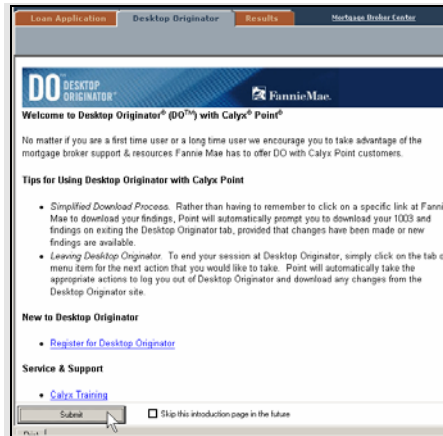 Loan Application Desktop Originator Results Mortgage Broker Center
DO DESKTOP ORIGINATOR® FannieMae.
Welcome to Desktop Originator® (DO™) with Calyx Point®
No matter if you are a first time user or a long time user we encourage you to take advantage of the
mortgage broker support & resources Fannie Mae has to offer DO with Calyx Point customers.
Tips for Using Desktop Originator with Calyx Point
• Simplified Download Process. Rather than having to remember to click on a specific link at Fanni
Mae to download your findings, Point will automatically prompt you to download your 1003 and
findings on exiting the Desktop Originator tab, provided that changes have been made or new
findings are available.
• Leaving Desktop Originator. To end your session at Desktop Originator, simply click on the tab o
menu item for the next action that you would like to take. Point will automatically take the
appropriate actions to log you out of Desktop Originator and download any changes from the
Desktop Originator site.
New to Desktop Originator
• Register for Desktop Originator
Service & Support
• Calyx Training
Submit Skip this introduction page in the future